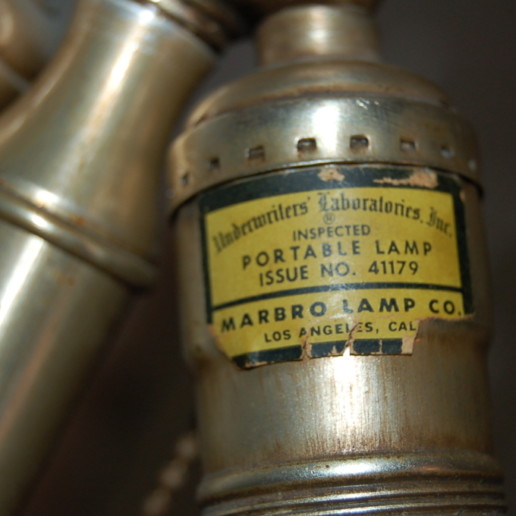 Underwriters' Laboratories, Inc.
®
INSPECTED
PORTABLE LAMP
ISSUE NO. 41179
MARBRO LAMP CO.
LOS ANGELES, CAL